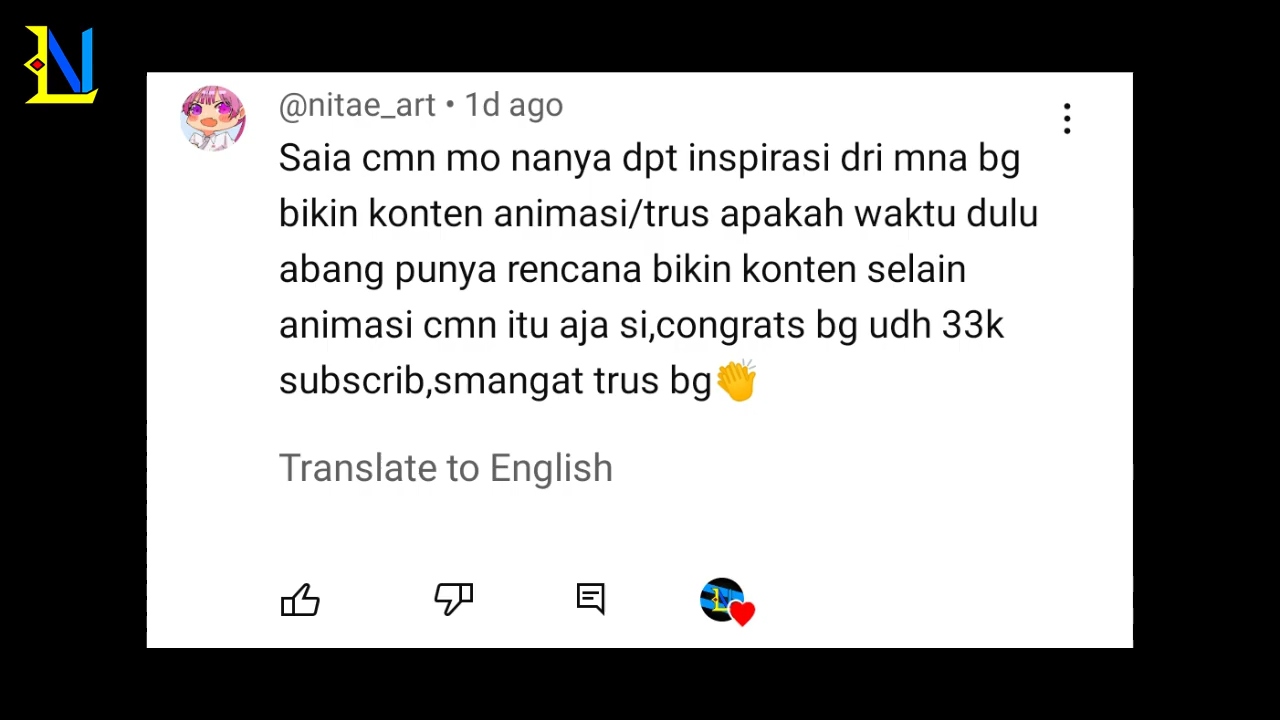 @nitae_art • 1d ago
Saia cmn mo nanya dpt inspirasi dri mna bg
bikin konten animasi/trus apakah waktu dulu
abang punya rencana bikin konten selain
animasi cmn itu aja si,congrats bg udh 33k
subscrib,smangat trus bg👏
Translate to English